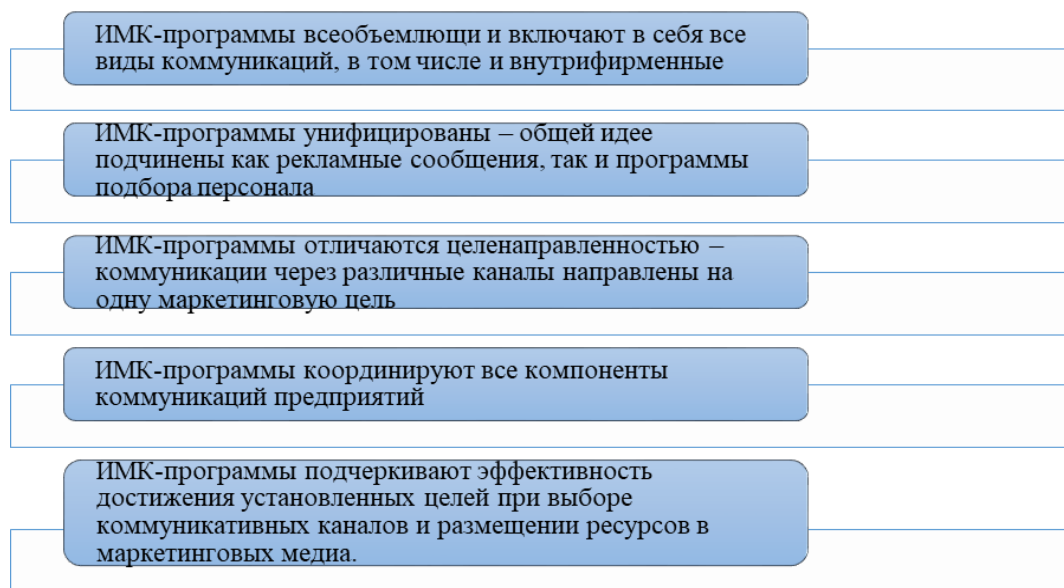 ИМК-программы всеобъемлющи и включают в себя все
виды коммуникаций, в том числе и внутрифирменные
ИМК-программы унифицированы – общей идее
подчинены как рекламные сообщения, так и программы
подбора персонала
ИМК-программы отличаются целенаправленностью –
коммуникации через различные каналы направлены на
одну маркетинговую цель
ИМК-программы координируют все компоненты
коммуникаций предприятий
ИМК-программы подчеркивают эффективность
достижения установленных целей при выборе
коммуникативных каналов и размещении ресурсов в
маркетинговых медиа.